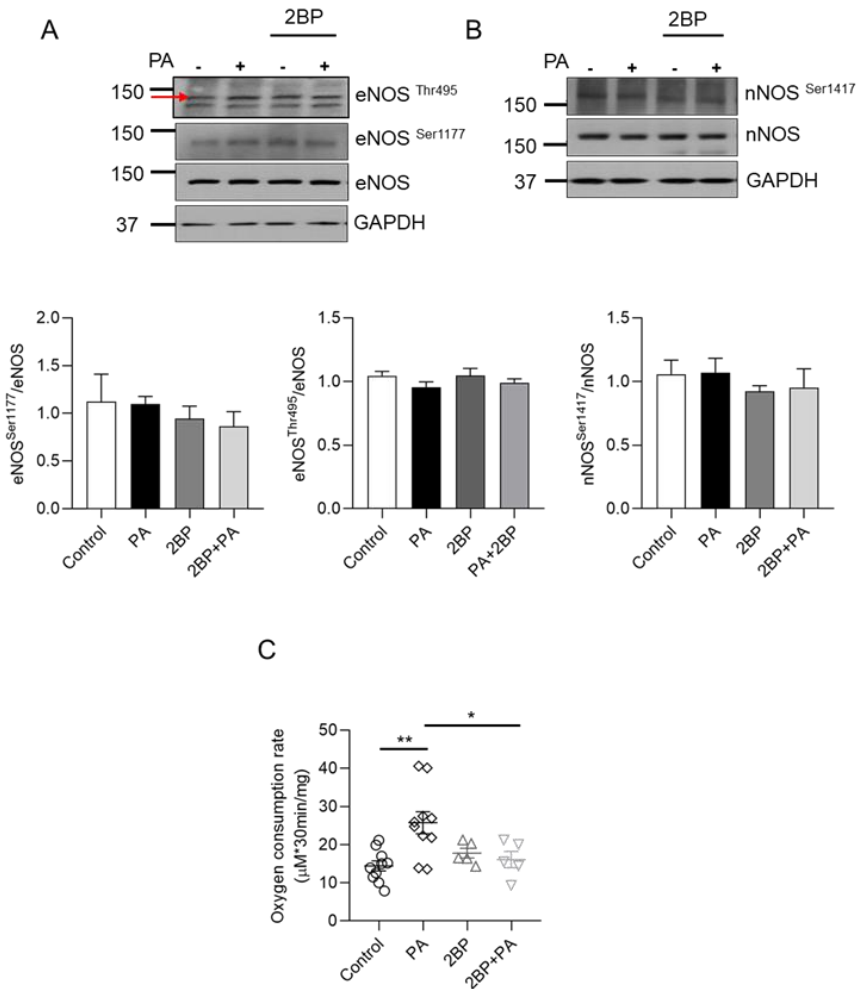 A
2BP
PA - + - +
150
eNOS Thr495
150
eNOS Ser1177
150
eNOS
37
GAPDH
B
2BP
PA - + - +
150
nNOS Ser1417
150
nNOS
37
GAPDH
eNOSSer1177/eNOS
2.0
1.5
1.0
0.5
0.0
Control
PA
2BP
2BP+PA
eNOSThr495/eNOS
1.5
1.0
0.5
0.0
Control
PA
2BP
PA+2BP
nNOSSer1417/nNOS
1.5
1.0
0.5
0.0
Control
PA
2BP
2BP+PA
C
Oxygen consumption rate
(μM*30min/mg)
50
40
30
20
10
0
**
*
Control
PA
2BP
2BP+PA